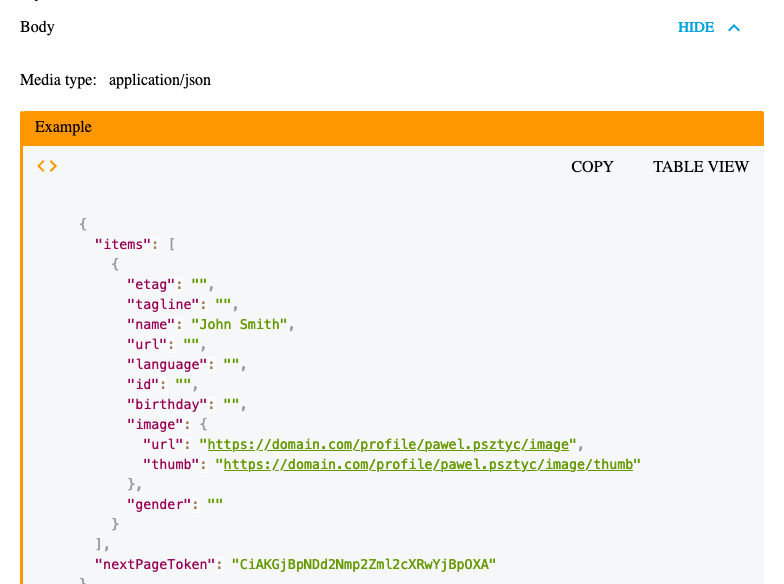 Body
HIDE
Media type: application/json
Example
<>
COPY TABLE VIEW
{
"items": [
{
"etag": "",
"tagline": "",
"name": "John Smith",
"url": "",
"language": "",
"id": "",
"birthday": "",
"image": {
"url": "https://domain.com/profile/pawel.psztyc/image",
"thumb": "https://domain.com/profile/pawel.psztyc/image/thumb"
},
"gender": ""
}
],
"nextPageToken": "CiAKGjBpNDd2Nmp2Zml2cXRwYjBpOXA"
}